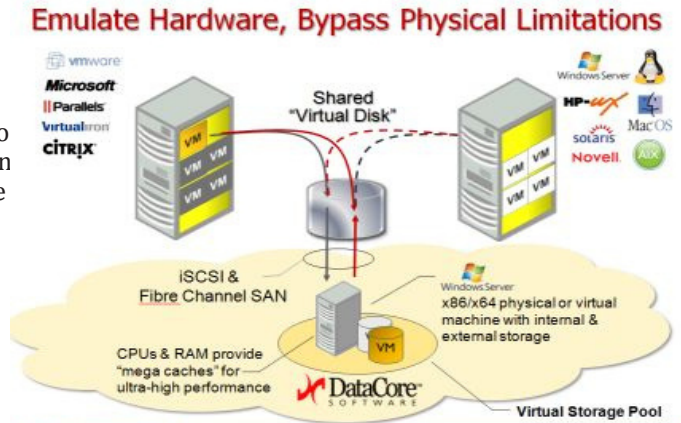 Emulate Hardware, Bypass Physical Limitations
vmware
Microsoft
Parallels
VirtualIron
CITRIX
Shared
"Virtual Disk"
Windows Server
HP-UX
solaris
Mac OS
Novell.
AIX
o
n
e
VM
VM VM
VM VM
VM VM
VM VM
iSCSI &
Fibre Channel SAN
Windows Server
x86/x64 physical or virtual
machine with internal &
external storage
CPUs & RAM provide
"mega caches" for
ultra-high performance
VM
DataCore
SOFTWARE
Virtual Storage Pool